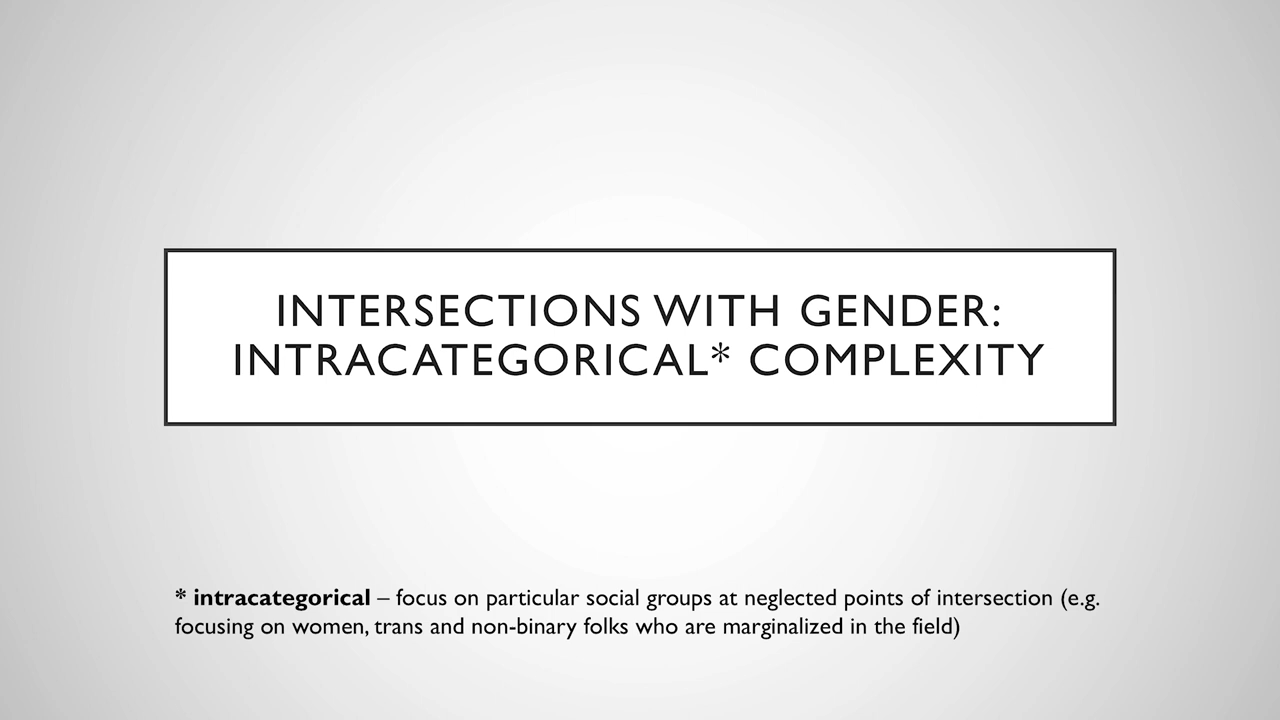 INTERSECTIONS WITH GENDER:
INTRACATEGORICAL* COMPLEXITY
* intracategorical – focus on particular social groups at neglected points of intersection (e.g.
focusing on women, trans and non-binary folks who are marginalized in the field)